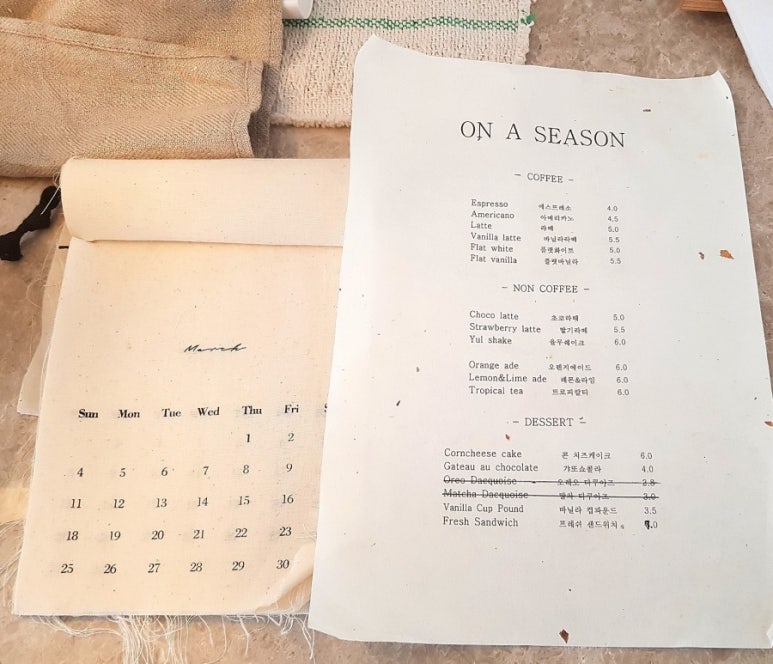 March
Sun Mon Tue Wed Thu Fri
1 2
4 5 6 7 8 9
11 12 13 14 15 16
18 19 20 21 22 23
25 26 27 28 29 30
ON A SEASON
- COFFEE -
Espresso 에스프레소 4.0
Americano 아메리카노 4.5
Latte 라떼 5.0
Vanilla latte 바닐라라떼 5.5
Flat white 플랫화이트 5.0
Flat vanilla 플랫바닐라 5.5
- NON COFFEE -
Choco latte 초코라떼 5.0
Strawberry latte 딸기라떼 5.5
Yul shake 율무쉐이크 6.0
Orange ade 오렌지에이드 6.0
Lemon&Lime ade 레몬&라임 6.0
Tropical tea 트로피칼티 6.0
- DESSERT -
Corncheese cake 콘 치즈케이크 6.0
Gateau au chocolate 갸또쇼콜라 4.0
Oreo Dacquoise 오레오 다쿠아즈 2.8
Matcha Dacquoise 말차 다쿠아즈 3.0
Vanilla Cup Pound 바닐라 컵파운드 3.5
Fresh Sandwich 프레쉬 샌드위치